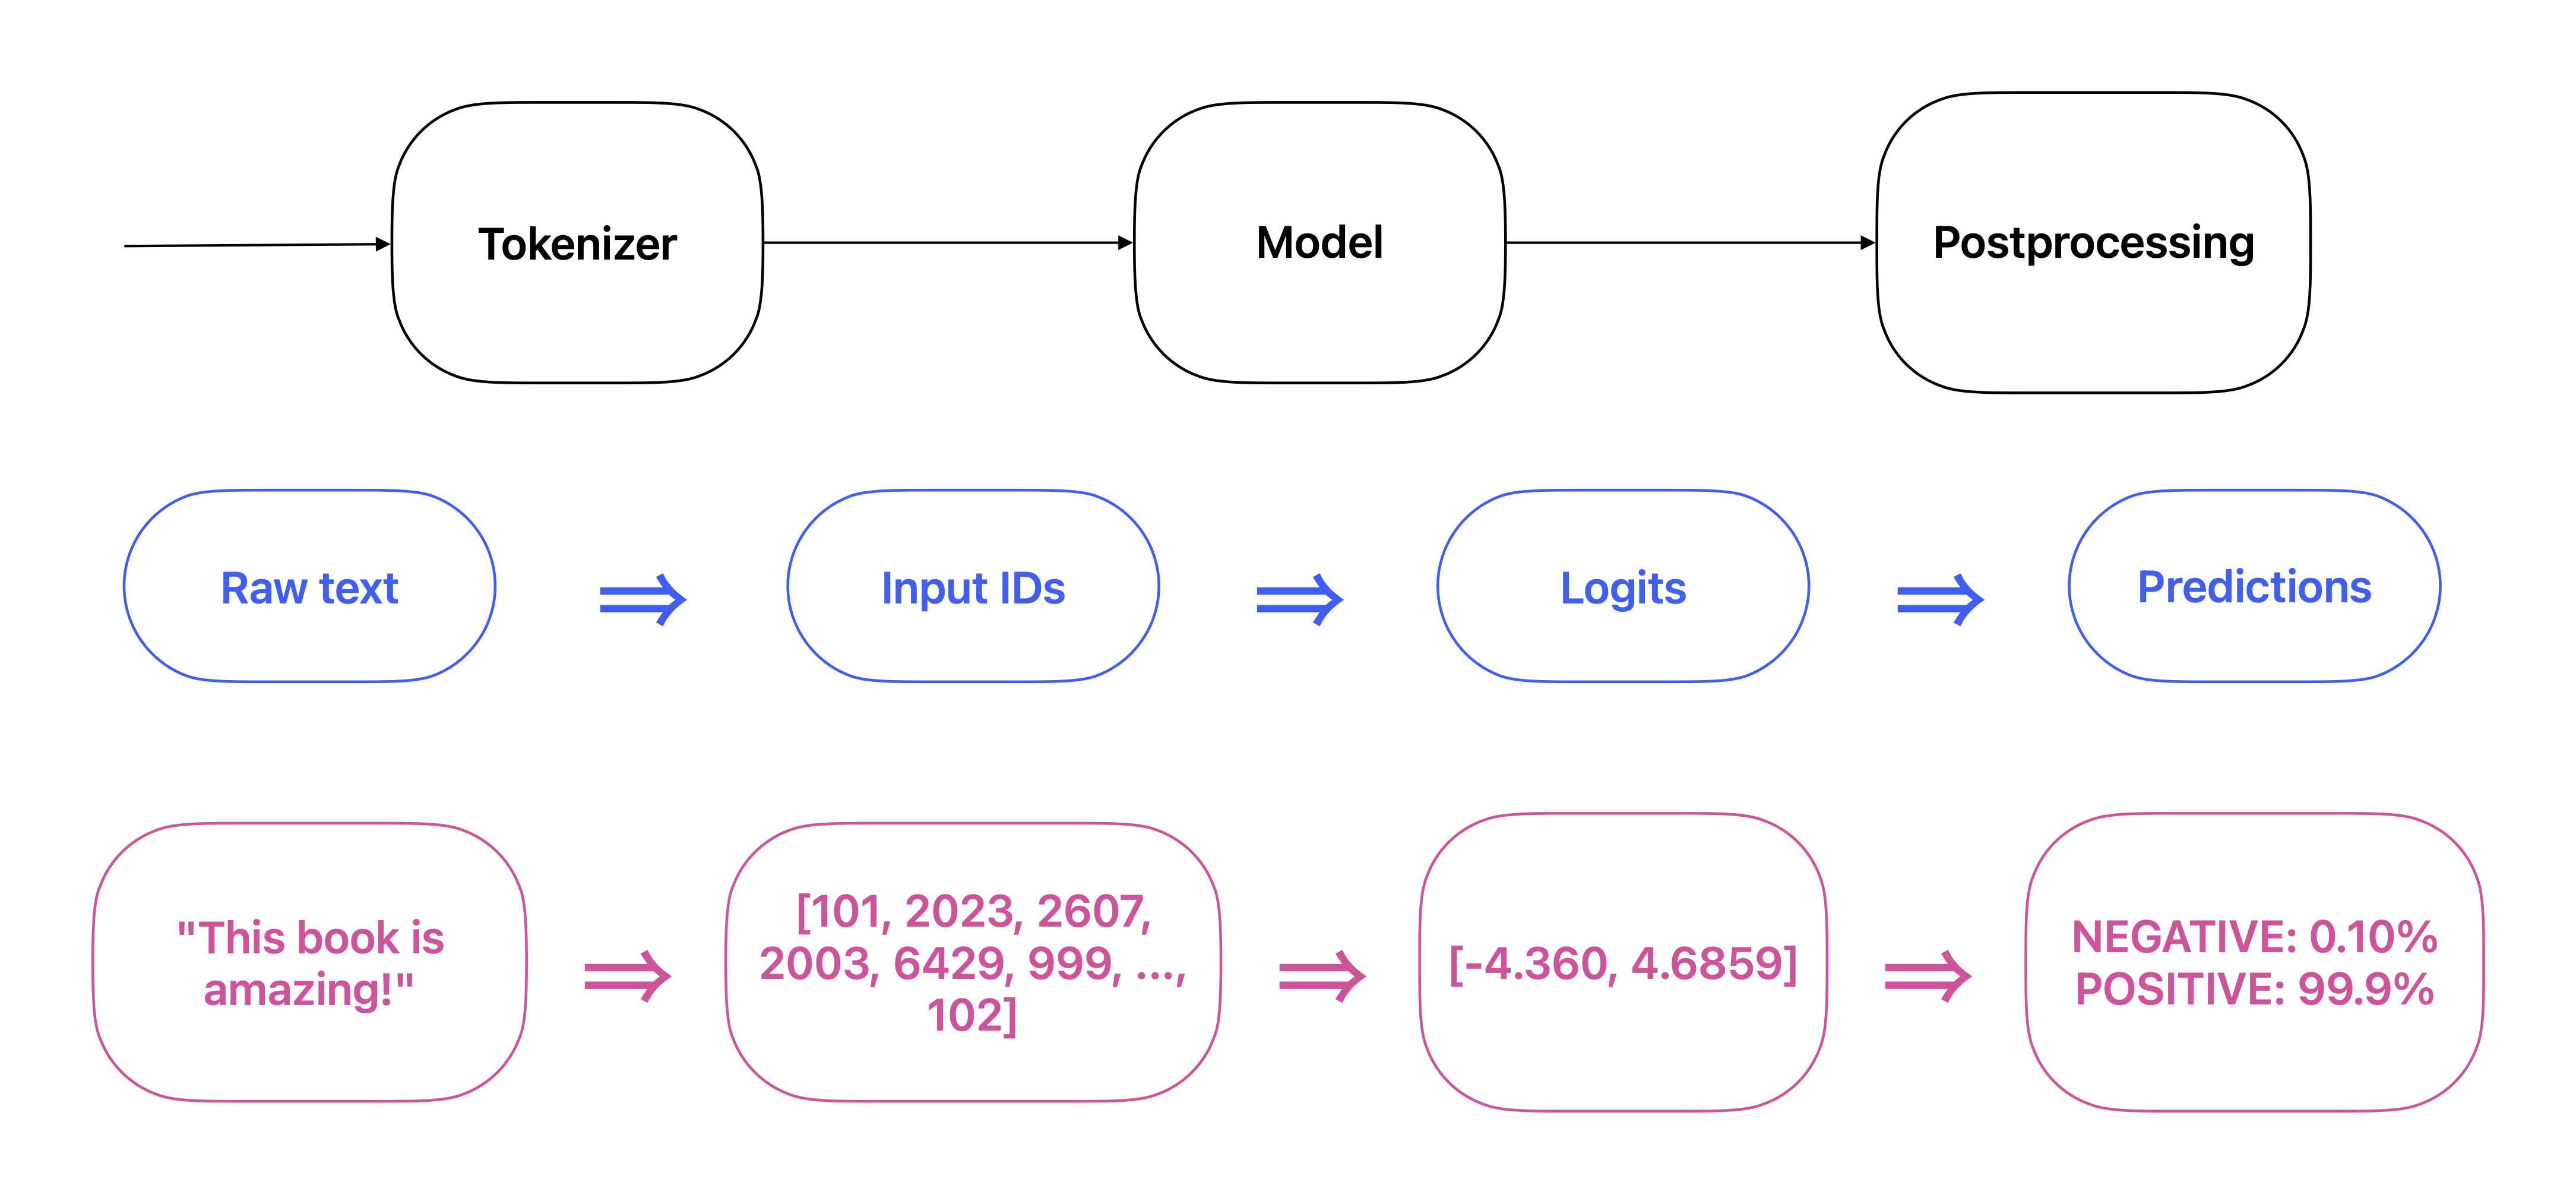 Tokenizer
Model
Postprocessing
Raw text
⇒
Input IDs
⇒
Logits
⇒
Predictions
"This book is
amazing!"
⇒
[101, 2023, 2607,
2003, 6429, 999, ...,
102]
⇒
[-4.360, 4.6859]
⇒
NEGATIVE: 0.10%
POSITIVE: 99.9%